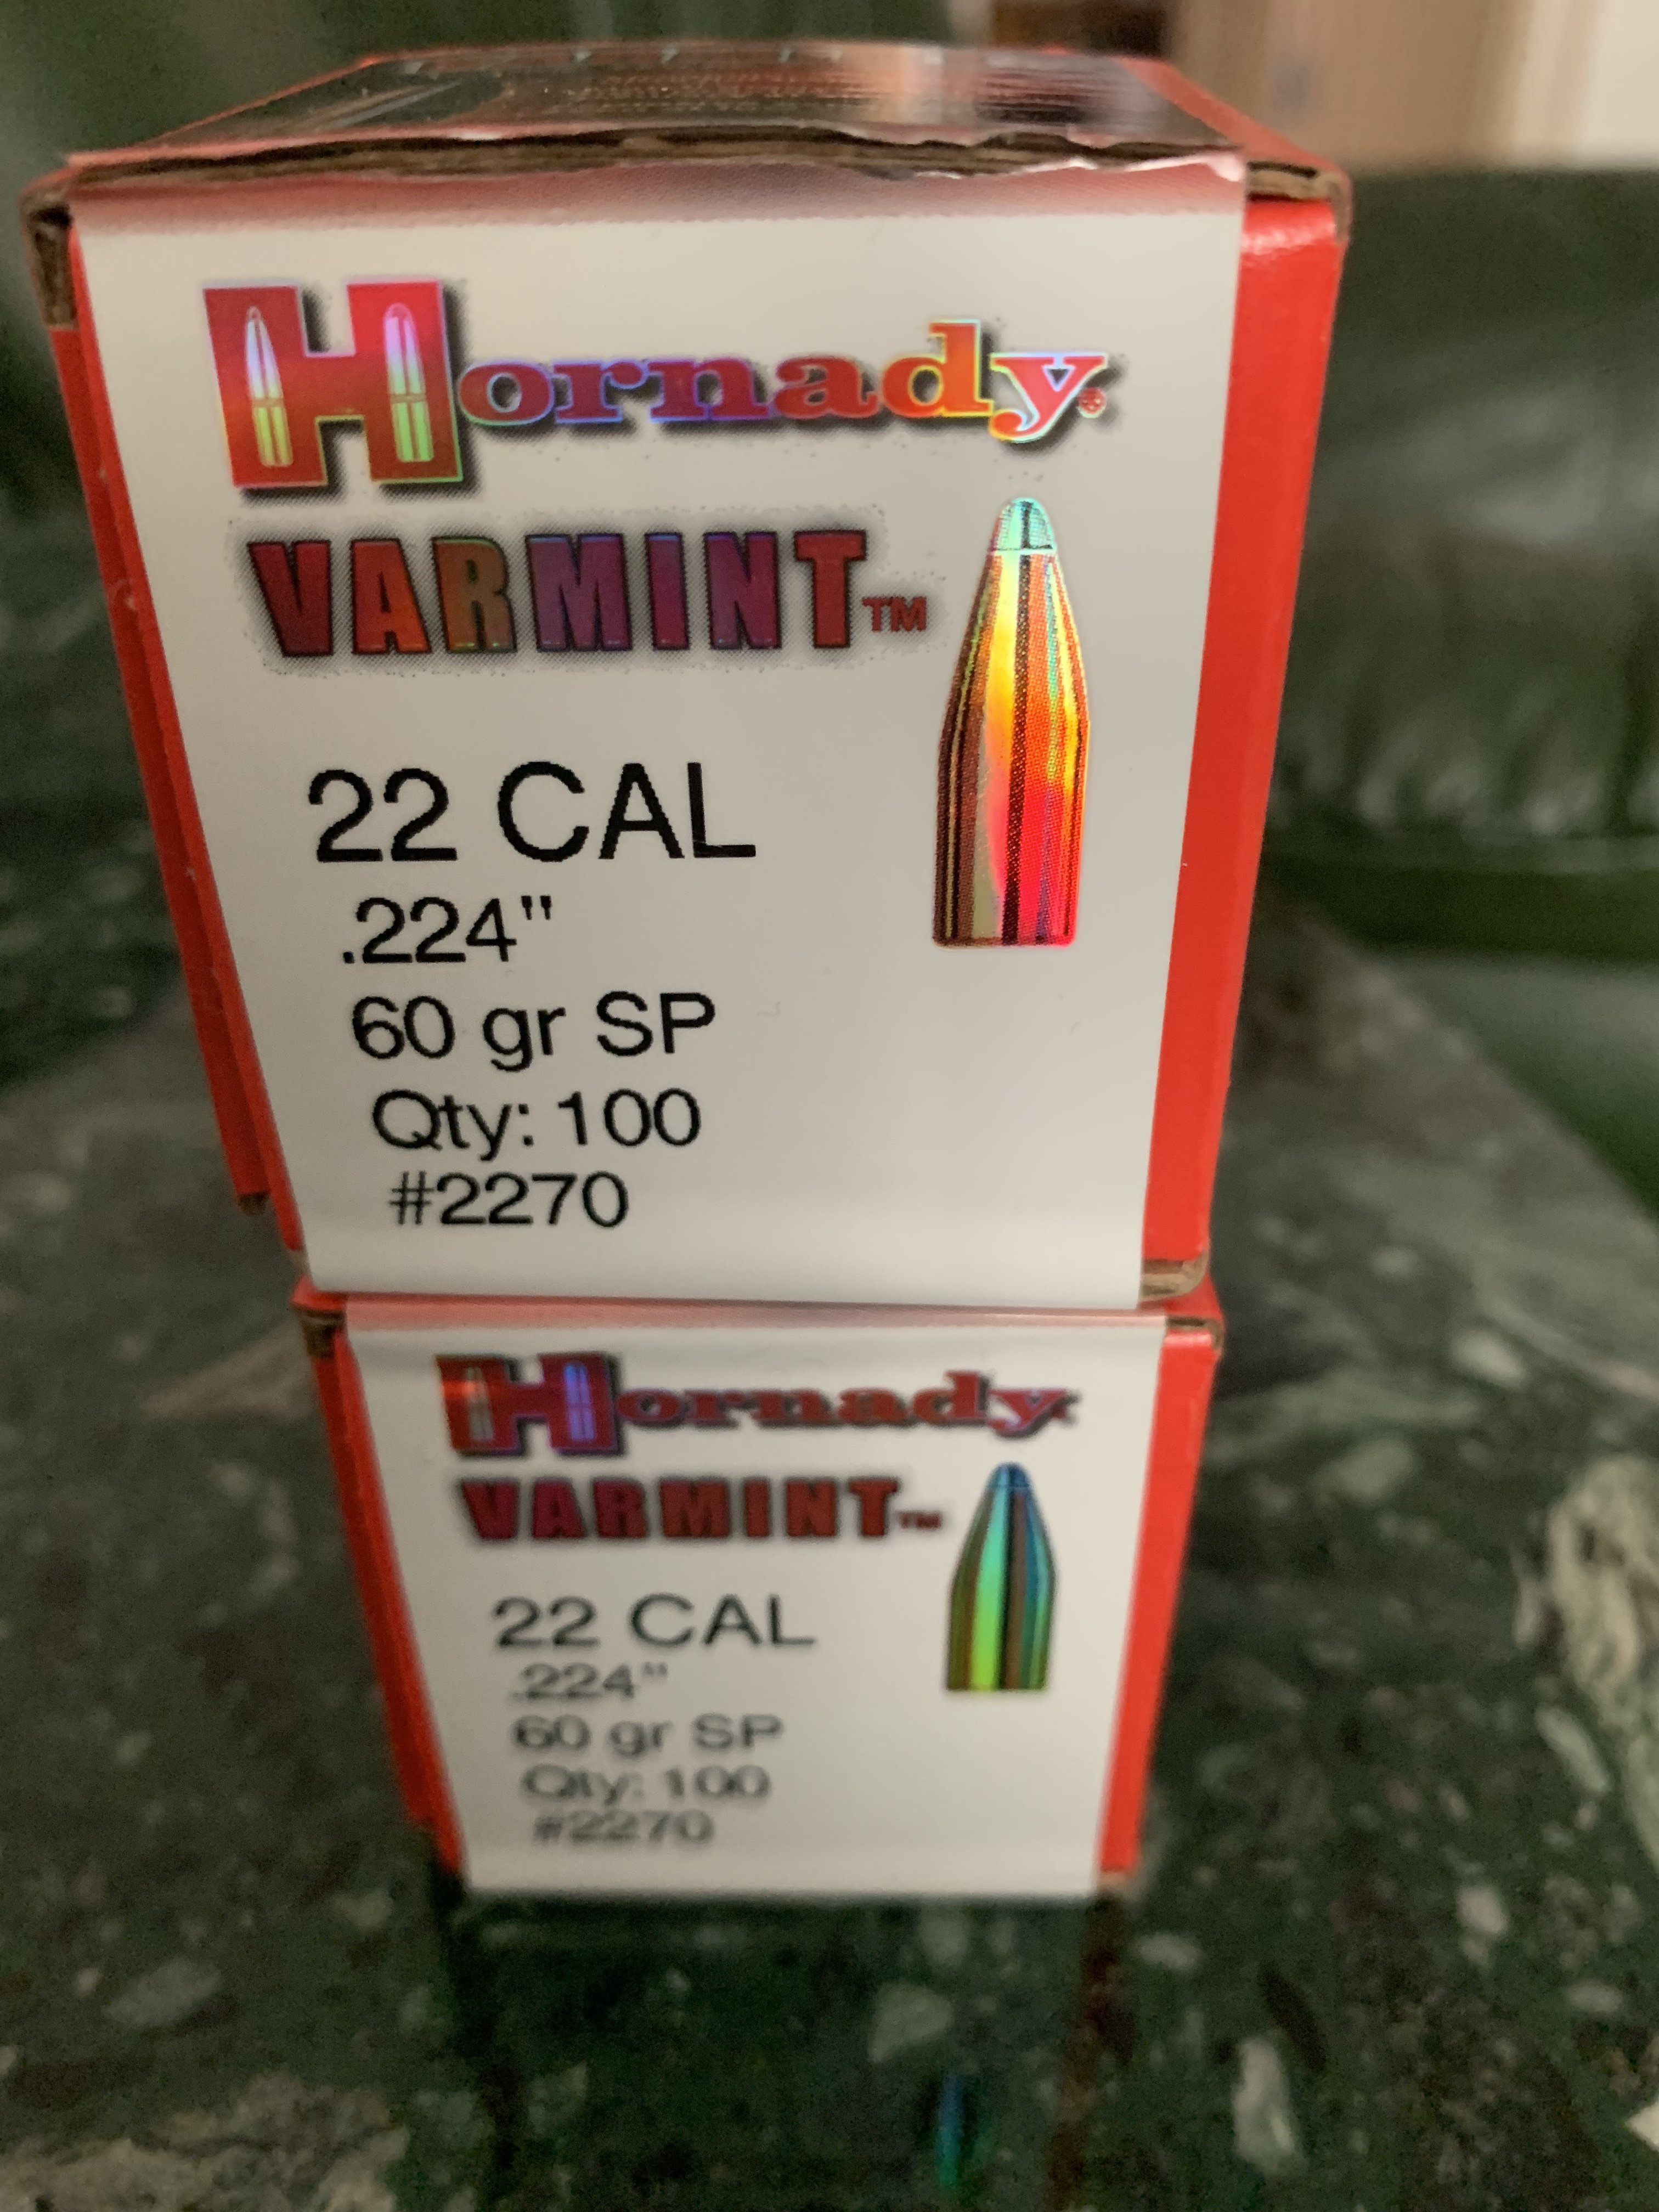 Hornady®
VARMINT™
22 CAL
.224"
60 gr SP
Qty: 100
#2270
Hornady
VARMINT™
22 CAL
.224"
60 gr SP
Qty: 100
#2270